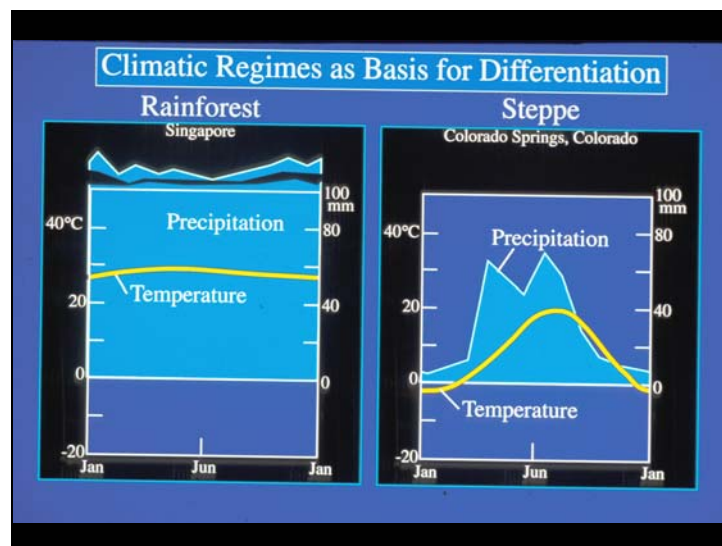 Climatic Regimes as Basis for Differentiation
Rainforest
Singapore
100
mm
40°C
Precipitation
80
Temperature
20
40
0
0
-20
Jan
Jun
Jan
Steppe
Colorado Springs, Colorado
100
mm
40°C
Precipitation
80
20
40
0
0
Temperature
-20
Jan
Jun
Jan